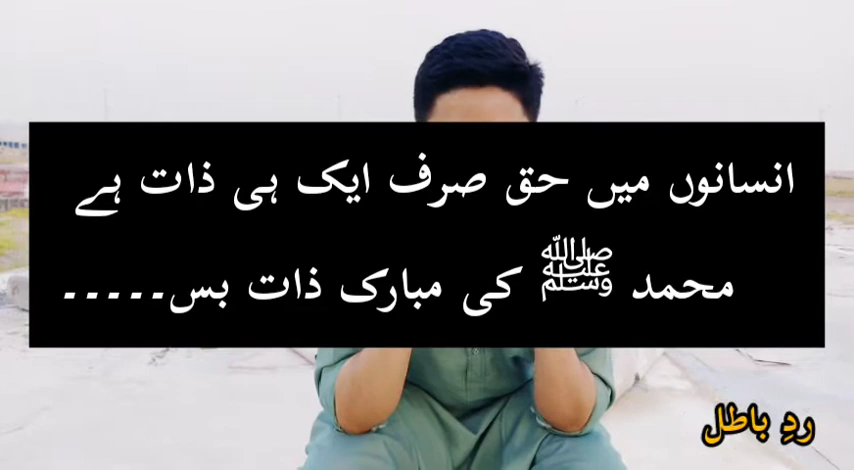 انسانوں میں حق صرف ایک ہی ذات ہے
محمد ﷺ کی مبارک ذات بس۔۔۔۔۔
ردِ باطل